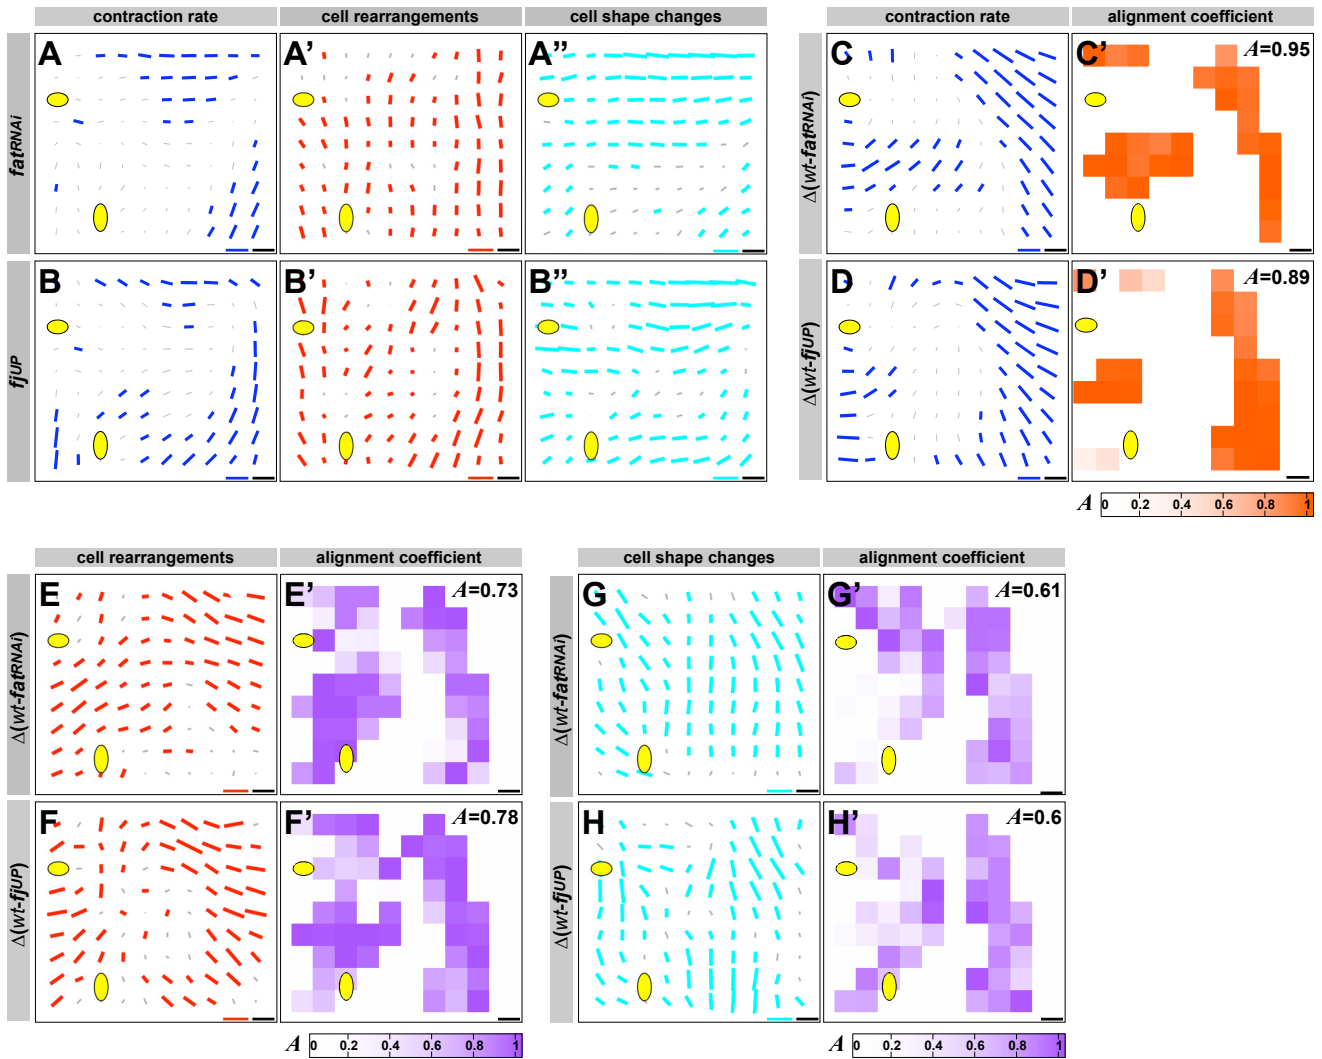 contraction rate cell rearrangements cell shape changes contraction rate alignment coefficient
fatRNAi A A’ A’’ Δ(wt-fatRNAi) C C’ A=0.95
fjUP B B’ B’’ Δ(wt-fjUP) D D’ A=0.89
A 0 0.2 0.4 0.6 0.8 1
cell rearrangements alignment coefficient cell shape changes alignment coefficient
Δ(wt-fatRNAi) E E’ A=0.73 Δ(wt-fatRNAi) G G’ A=0.61
Δ(wt-fjUP) F F’ A=0.78 Δ(wt-fjUP) H H’ A=0.6
A 0 0.2 0.4 0.6 0.8 1 A 0 0.2 0.4 0.6 0.8 1